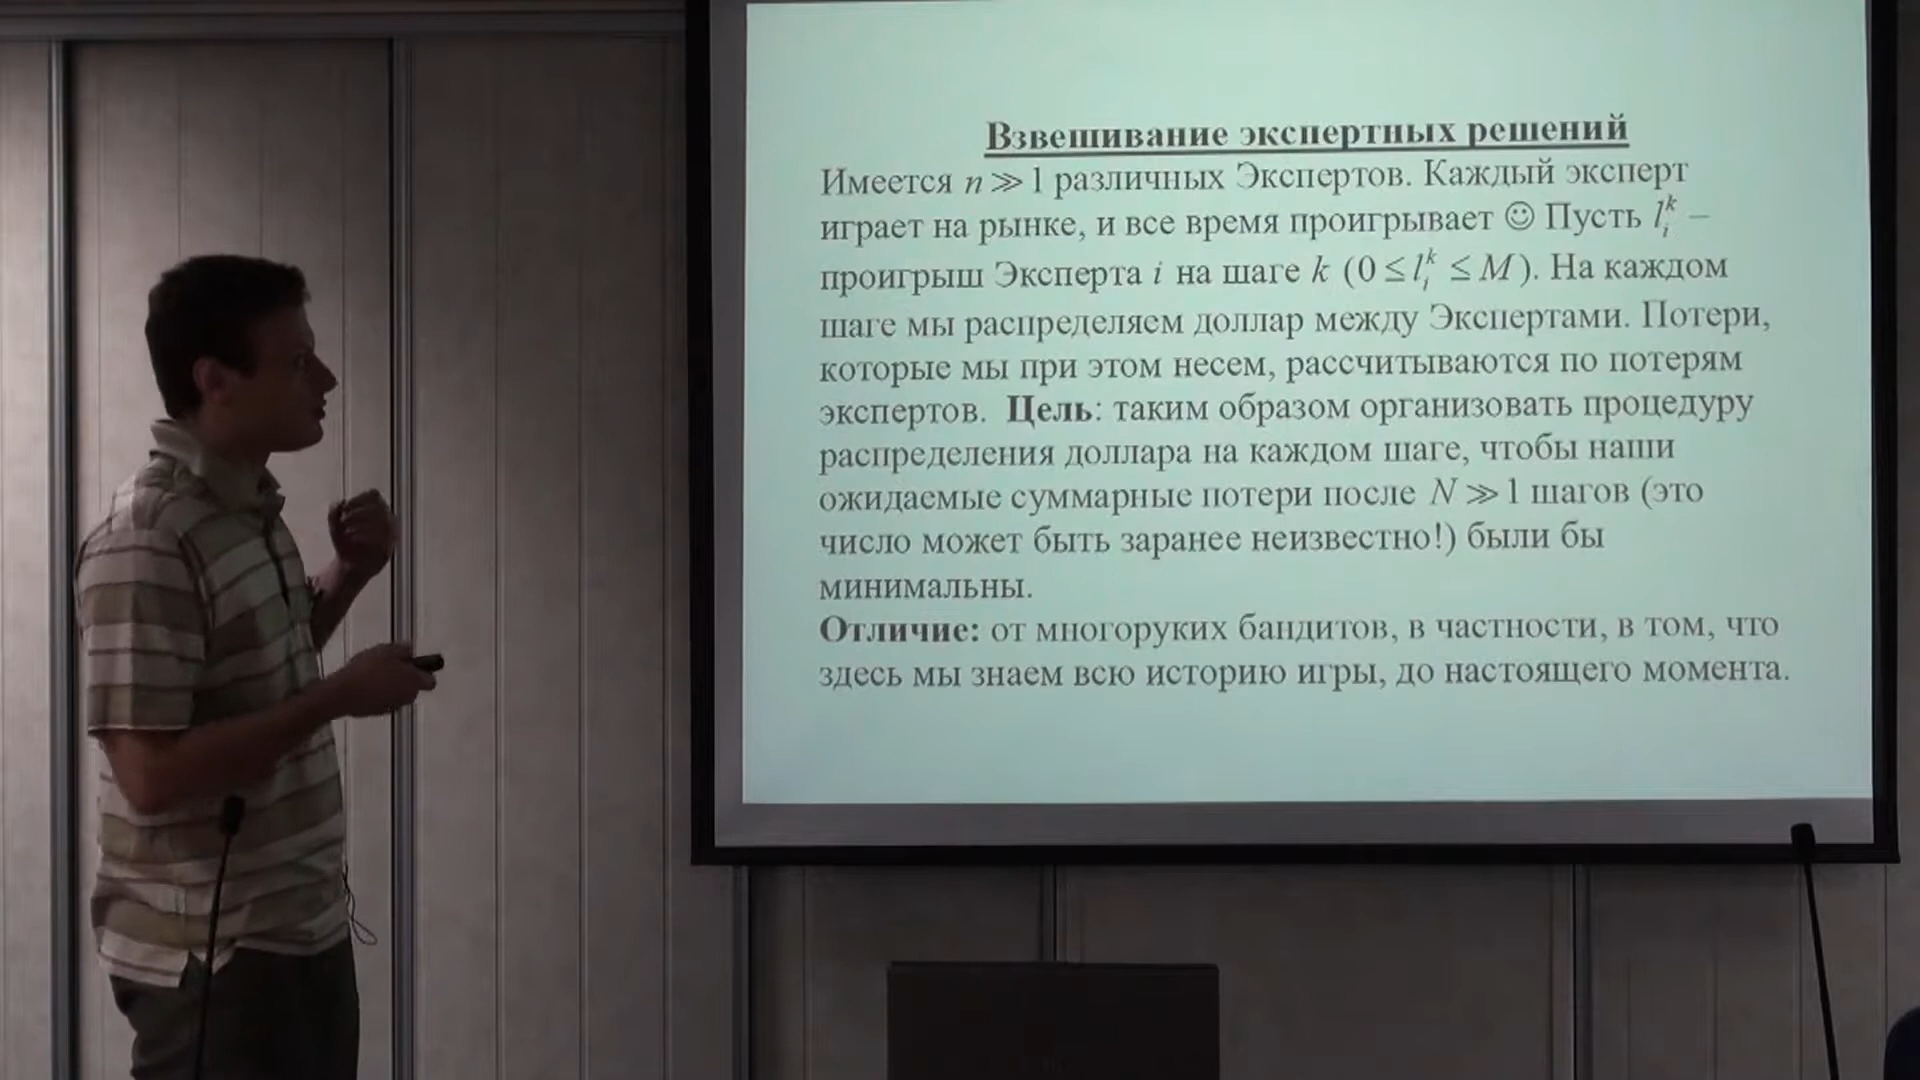 Взвешивание экспертных решений
Имеется n ≫ 1 различных Экспертов. Каждый эксперт
играет на рынке, и все время проигрывает ☺ Пусть l_i^k –
проигрыш Эксперта i на шаге k (0 ≤ l_i^k ≤ M). На каждом
шаге мы распределяем доллар между Экспертами. Потери,
которые мы при этом несем, рассчитываются по потерям
экспертов. Цель: таким образом организовать процедуру
распределения доллара на каждом шаге, чтобы наши
ожидаемые суммарные потери после N ≫ 1 шагов (это
число может быть заранее неизвестно!) были бы
минимальны.
Отличие: от многоруких бандитов, в частности, в том, что
здесь мы знаем всю историю игры, до настоящего момента.